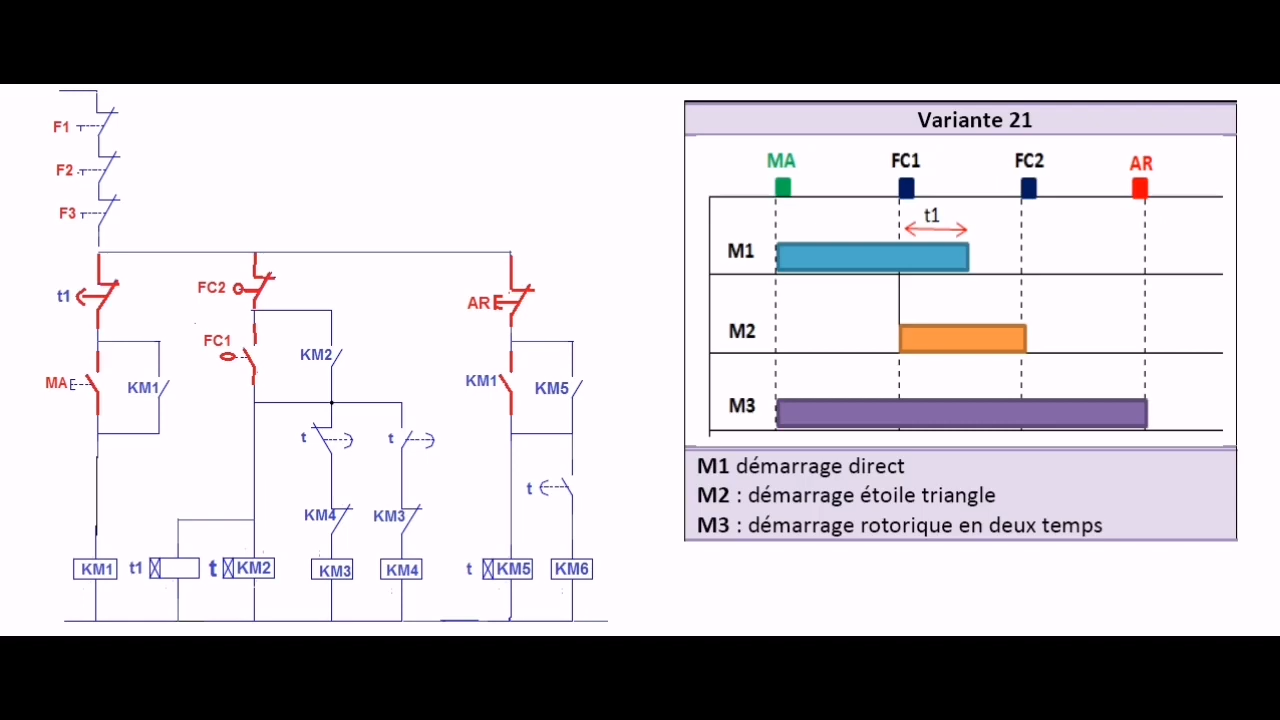 F1
F2
F3
t1
FC2
AR
FC1
KM2
MA
KM1
KM1
KM5
t
t
t
KM4
KM3
KM1
t1
t
KM2
KM3
KM4
t
KM5
KM6
Variante 21
MA
FC1
FC2
AR
t1
M1
M2
M3
M1 démarrage direct
M2 : démarrage étoile triangle
M3 : démarrage rotorique en deux temps